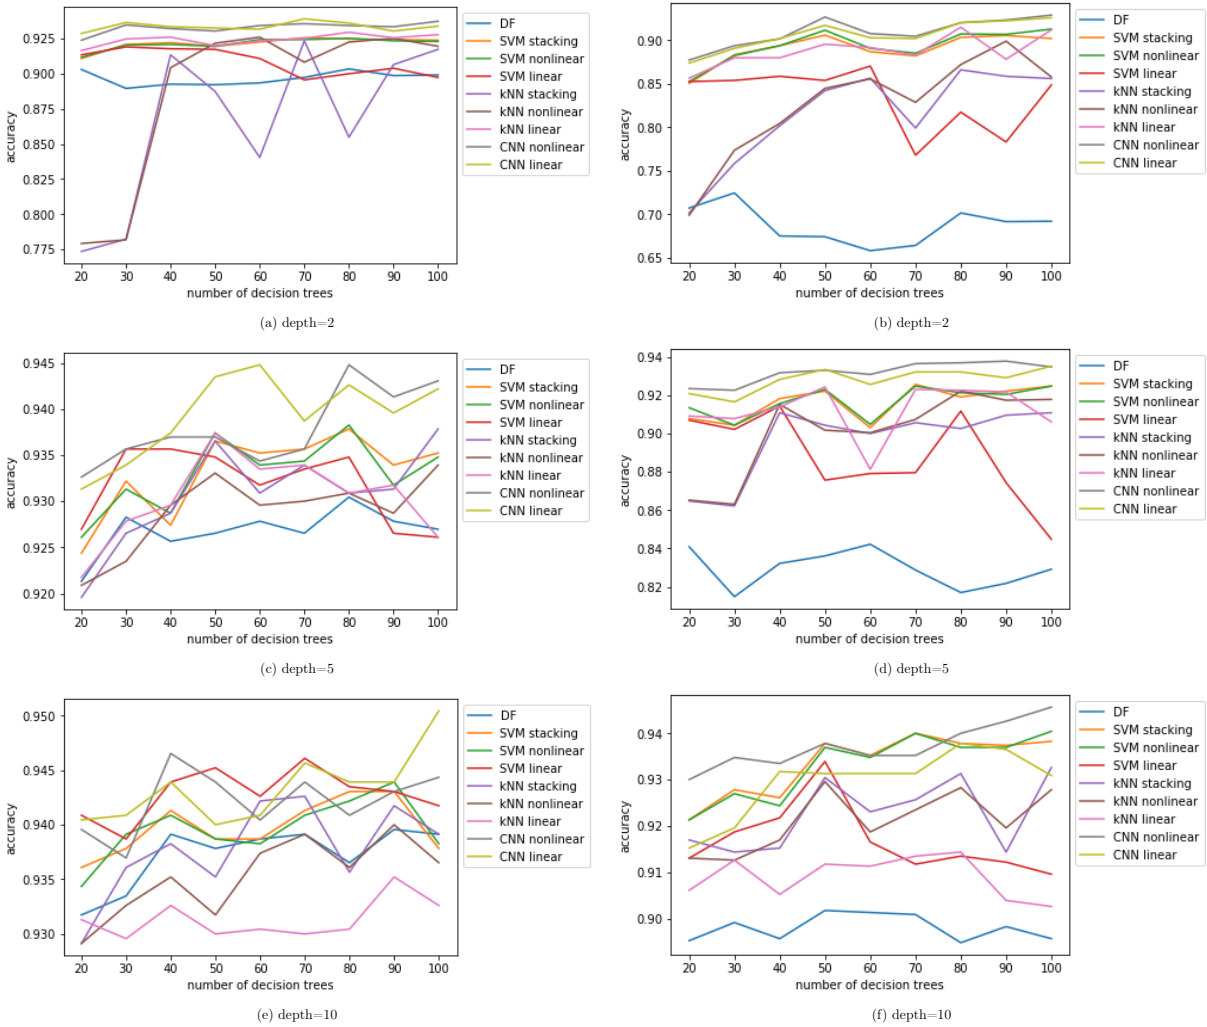 0.925
0.900
0.875
0.850
0.825
0.800
0.775
accuracy
20 30 40 50 60 70 80 90 100
number of decision trees
DF
SVM stacking
SVM nonlinear
SVM linear
kNN stacking
kNN nonlinear
kNN linear
CNN nonlinear
CNN linear
(a) depth=2
0.90
0.85
0.80
0.75
0.70
0.65
accuracy
20 30 40 50 60 70 80 90 100
number of decision trees
DF
SVM stacking
SVM nonlinear
SVM linear
kNN stacking
kNN nonlinear
kNN linear
CNN nonlinear
CNN linear
(b) depth=2
0.945
0.940
0.935
0.930
0.925
0.920
accuracy
20 30 40 50 60 70 80 90 100
number of decision trees
DF
SVM stacking
SVM nonlinear
SVM linear
kNN stacking
kNN nonlinear
kNN linear
CNN nonlinear
CNN linear
(c) depth=5
0.94
0.92
0.90
0.88
0.86
0.84
0.82
accuracy
20 30 40 50 60 70 80 90 100
number of decision trees
DF
SVM stacking
SVM nonlinear
SVM linear
kNN stacking
kNN nonlinear
kNN linear
CNN nonlinear
CNN linear
(d) depth=5
0.950
0.945
0.940
0.935
0.930
accuracy
20 30 40 50 60 70 80 90 100
number of decision trees
DF
SVM stacking
SVM nonlinear
SVM linear
kNN stacking
kNN nonlinear
kNN linear
CNN nonlinear
CNN linear
(e) depth=10
0.94
0.93
0.92
0.91
0.90
accuracy
20 30 40 50 60 70 80 90 100
number of decision trees
DF
SVM stacking
SVM nonlinear
SVM linear
kNN stacking
kNN nonlinear
kNN linear
CNN nonlinear
CNN linear
(f) depth=10